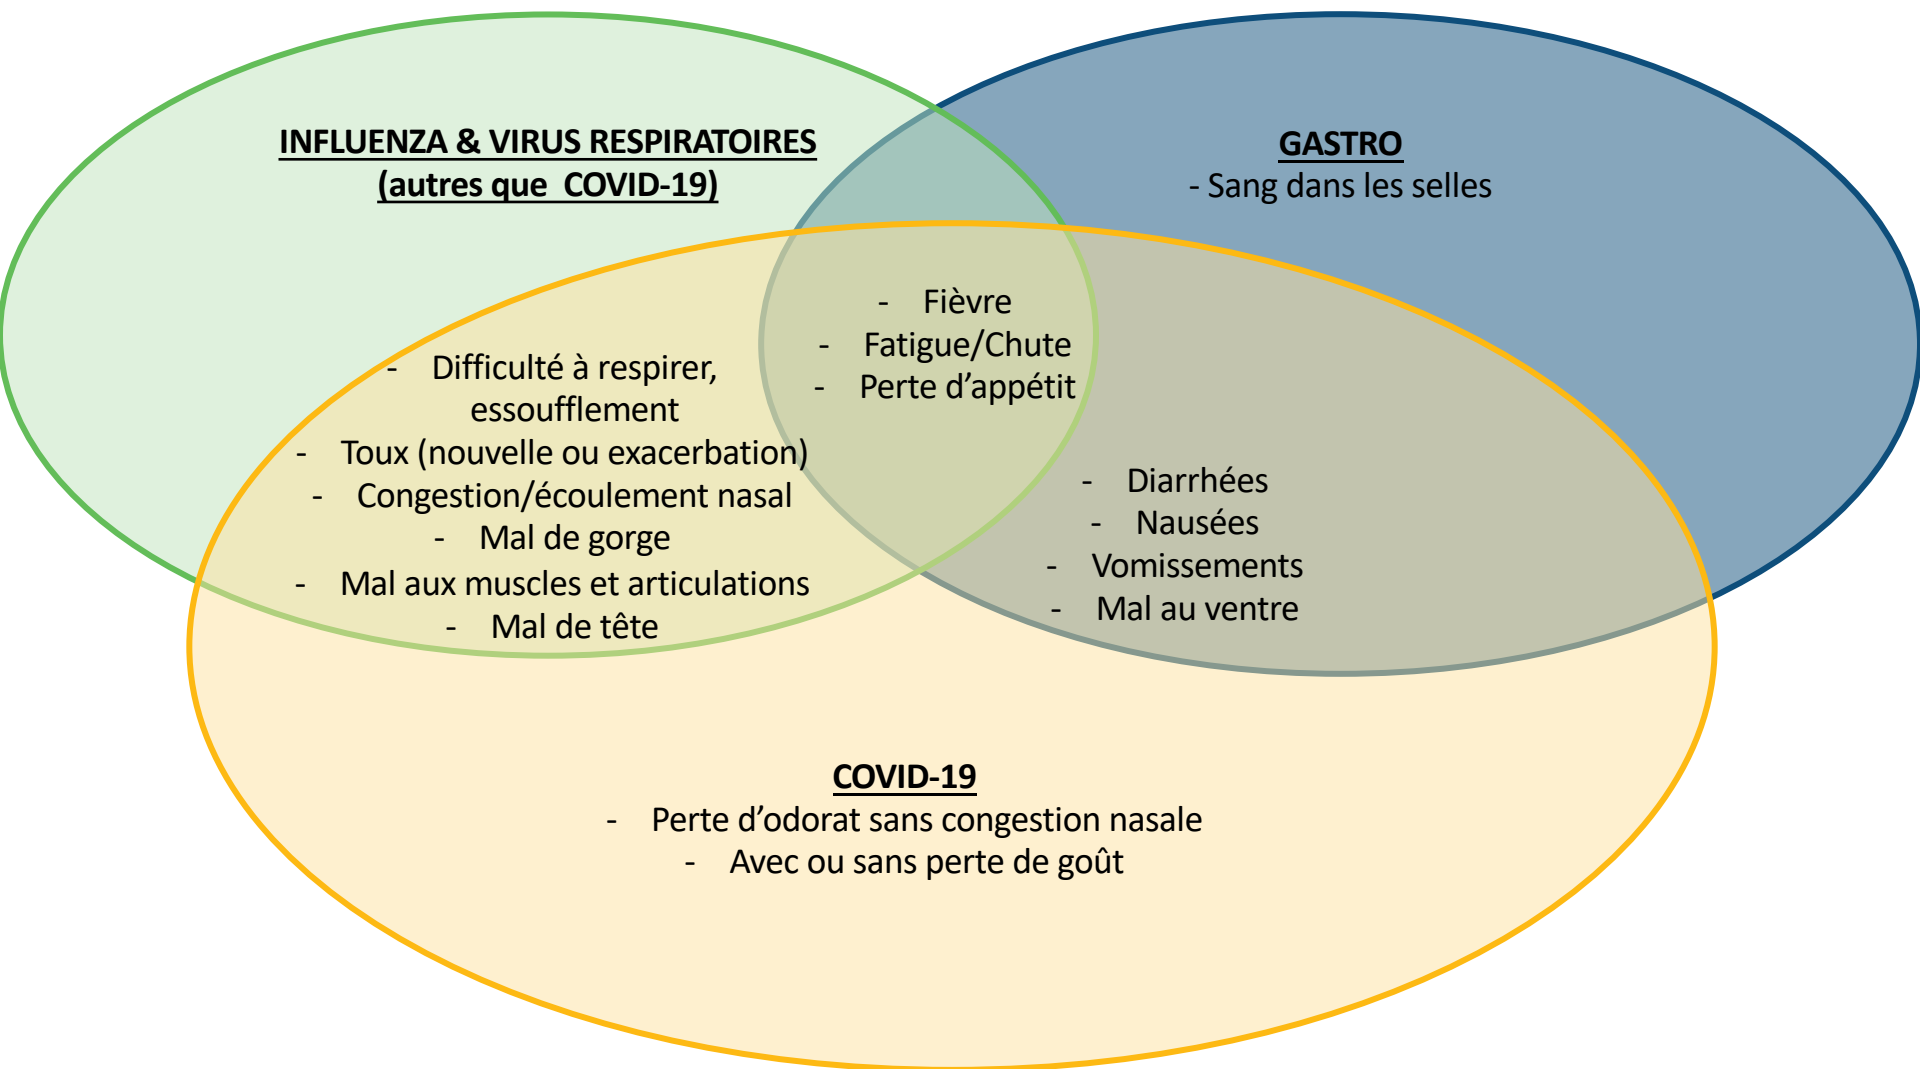 INFLUENZA & VIRUS RESPIRATOIRES
(autres que COVID-19)
GASTRO
- Sang dans les selles
- Fièvre
- Fatigue/Chute
- Perte d’appétit
- Difficulté à respirer,
essoufflement
- Toux (nouvelle ou exacerbation)
- Congestion/écoulement nasal
- Mal de gorge
- Mal aux muscles et articulations
- Mal de tête
- Diarrhées
- Nausées
- Vomissements
- Mal au ventre
COVID-19
- Perte d’odorat sans congestion nasale
- Avec ou sans perte de goût